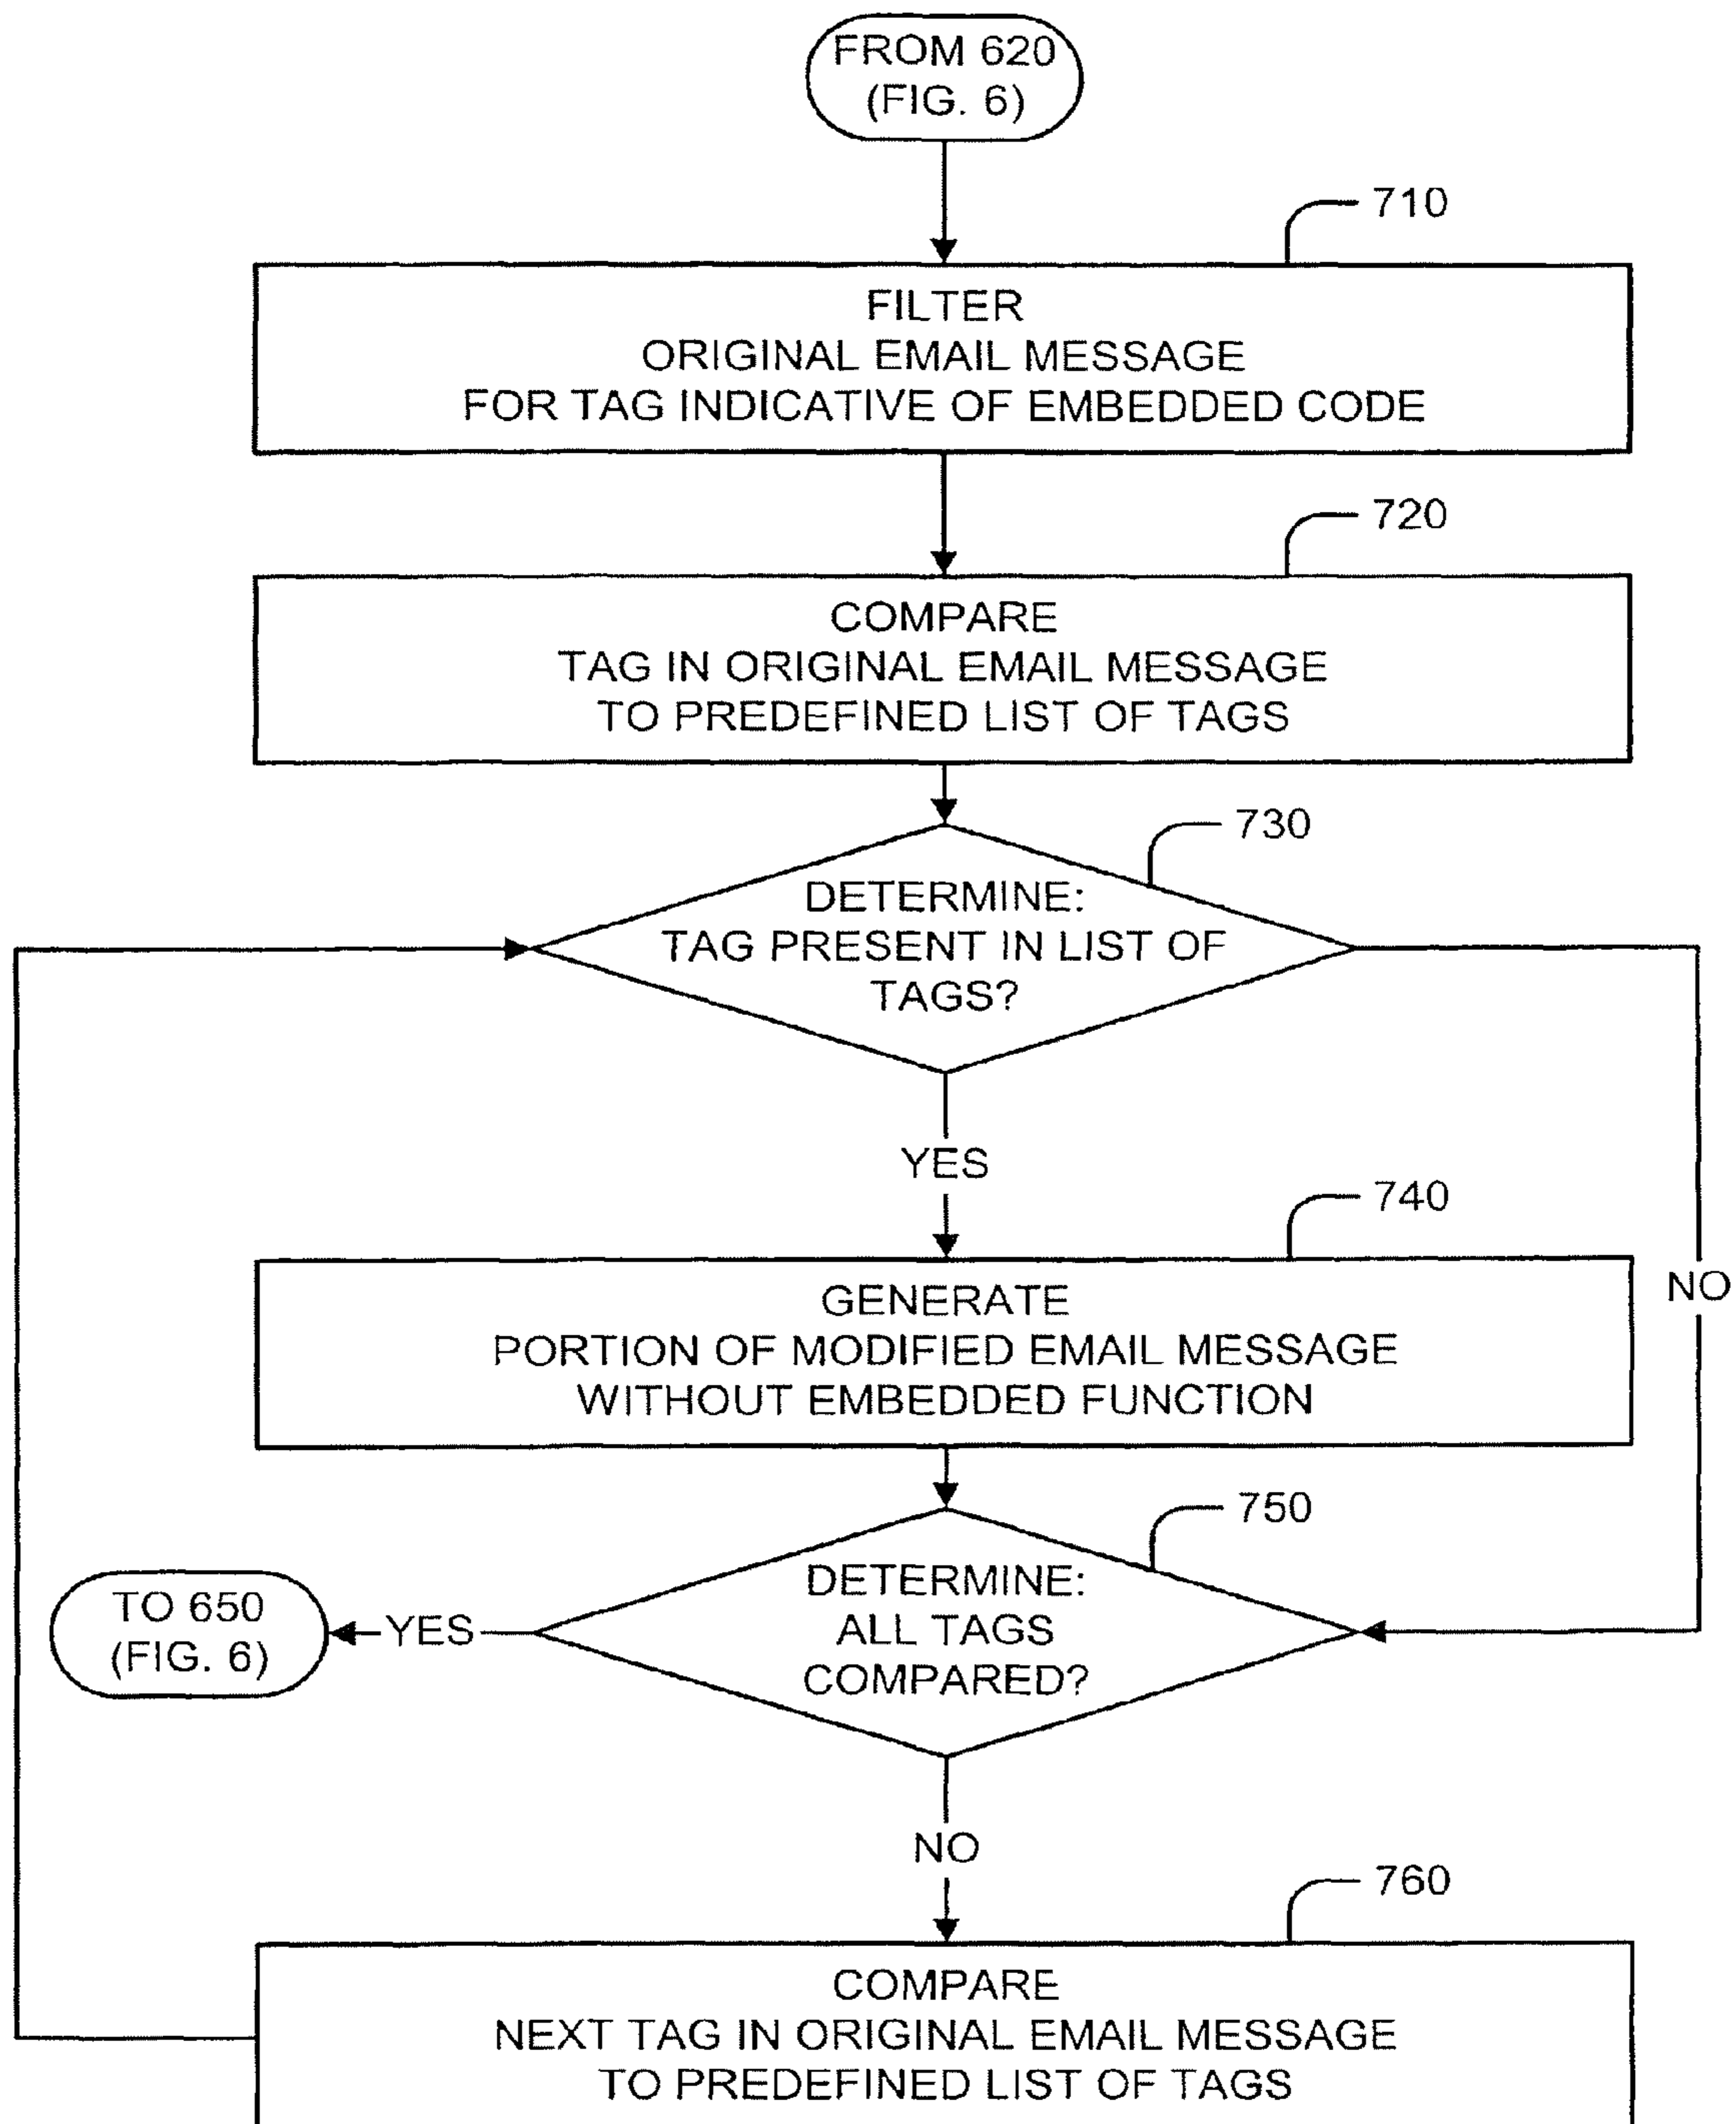 FROM 620
(FIG. 6)
710
FILTER
ORIGINAL EMAIL MESSAGE
FOR TAG INDICATIVE OF EMBEDDED CODE
720
COMPARE
TAG IN ORIGINAL EMAIL MESSAGE
TO PREDEFINED LIST OF TAGS
730
DETERMINE:
TAG PRESENT IN LIST OF
TAGS?
YES
740
NO
GENERATE
PORTION OF MODIFIED EMAIL MESSAGE
WITHOUT EMBEDDED FUNCTION
750
DETERMINE:
ALL TAGS
COMPARED?
YES
TO 650
(FIG. 6)
NO
760
COMPARE
NEXT TAG IN ORIGINAL EMAIL MESSAGE
TO PREDEFINED LIST OF TAGS